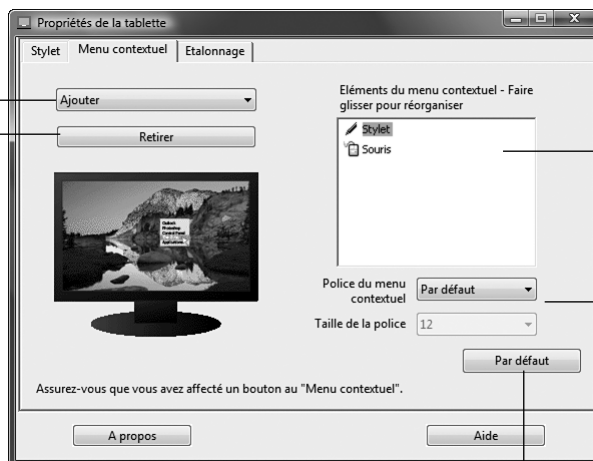 Propriétés de la tablette
Stylet Menu contextuel Etalonnage
Ajouter
Retirer
Eléments du menu contextuel - Faire
glisser pour réorganiser
Stylet
Souris
Police du menu
contextuel
Par défaut
Taille de la police
12
Par défaut
Assurez-vous que vous avez affecté un bouton au "Menu contextuel".
A propos
Aide